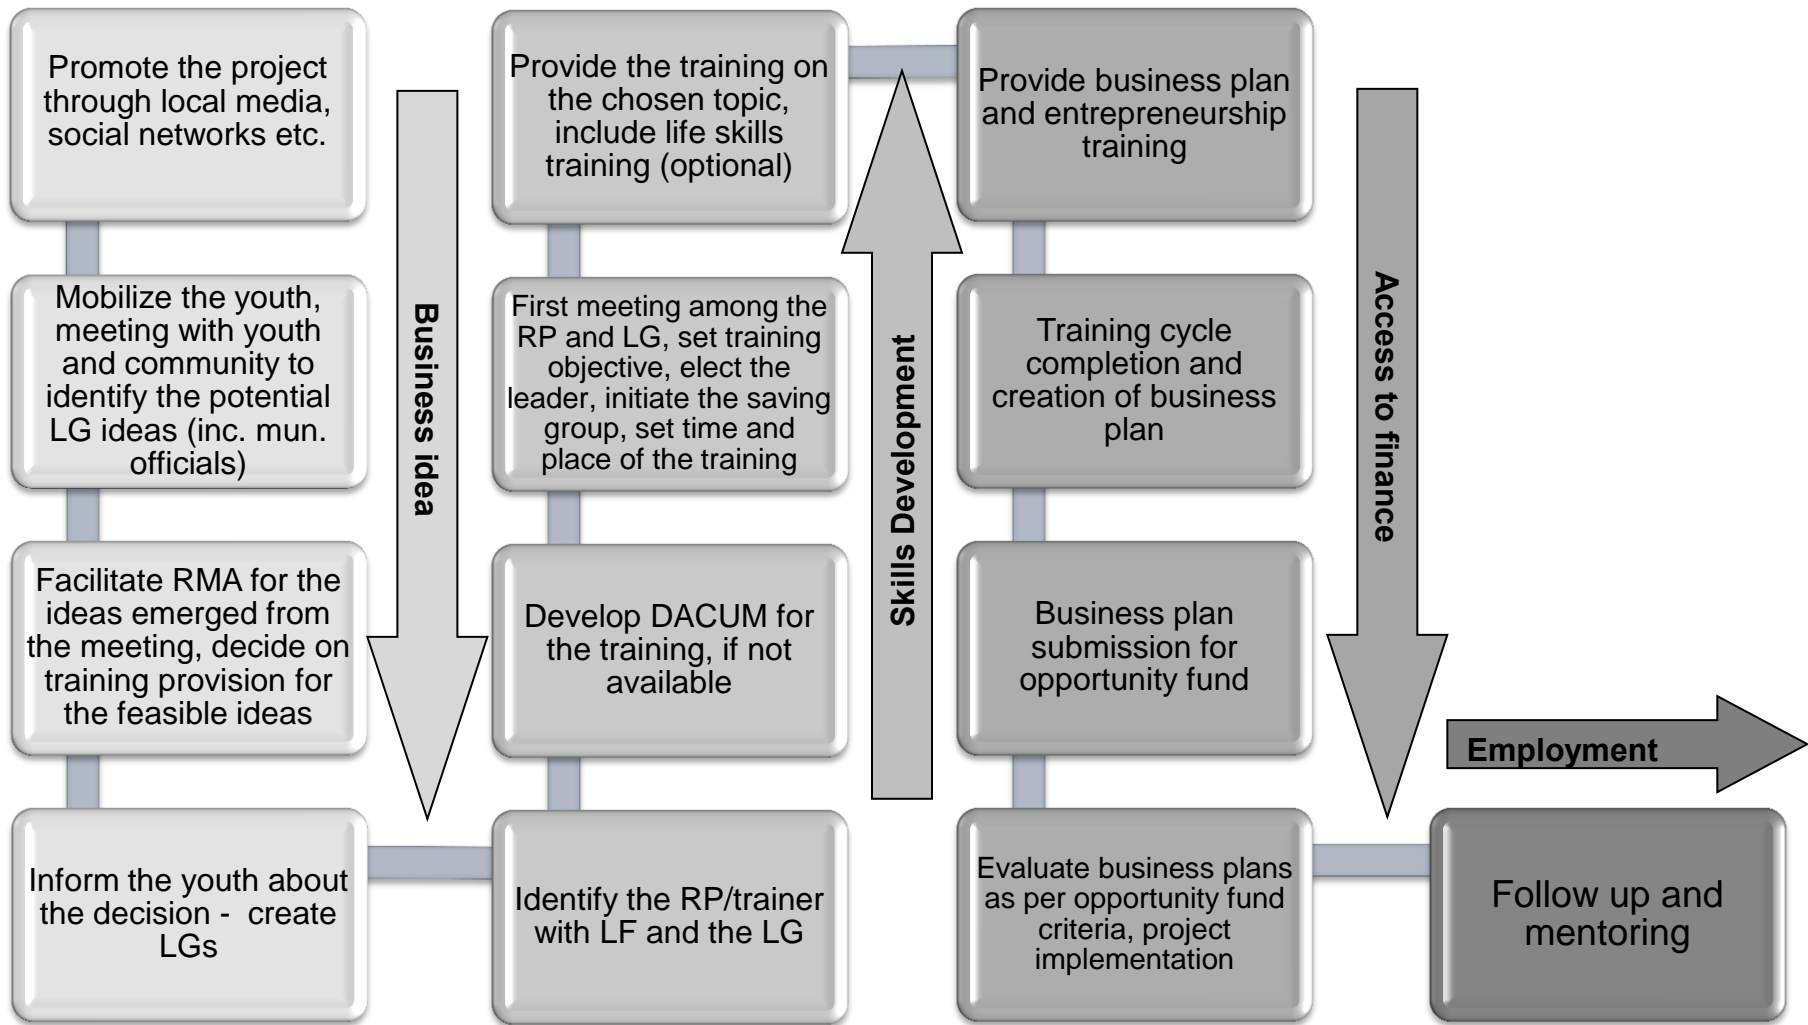 Promote the project
through local media,
social networks etc.
Mobilize the youth,
meeting with youth
and community to
identify the potential
LG ideas (inc. mun.
officials)
Facilitate RMA for the
ideas emerged from
the meeting, decide on
training provision for
the feasible ideas
Inform the youth about
the decision - create
LGs
Business idea
Identify the RP/trainer
with LF and the LG
Develop DACUM for
the training, if not
available
First meeting among the
RP and LG, set training
objective, elect the
leader, initiate the saving
group, set time and
place of the training
Provide the training on
the chosen topic,
include life skills
training (optional)
Skills Development
Provide business plan
and entrepreneurship
training
Training cycle
completion and
creation of business
plan
Business plan
submission for
opportunity fund
Evaluate business plans
as per opportunity fund
criteria, project
implementation
Access to finance
Employment
Follow up and
mentoring